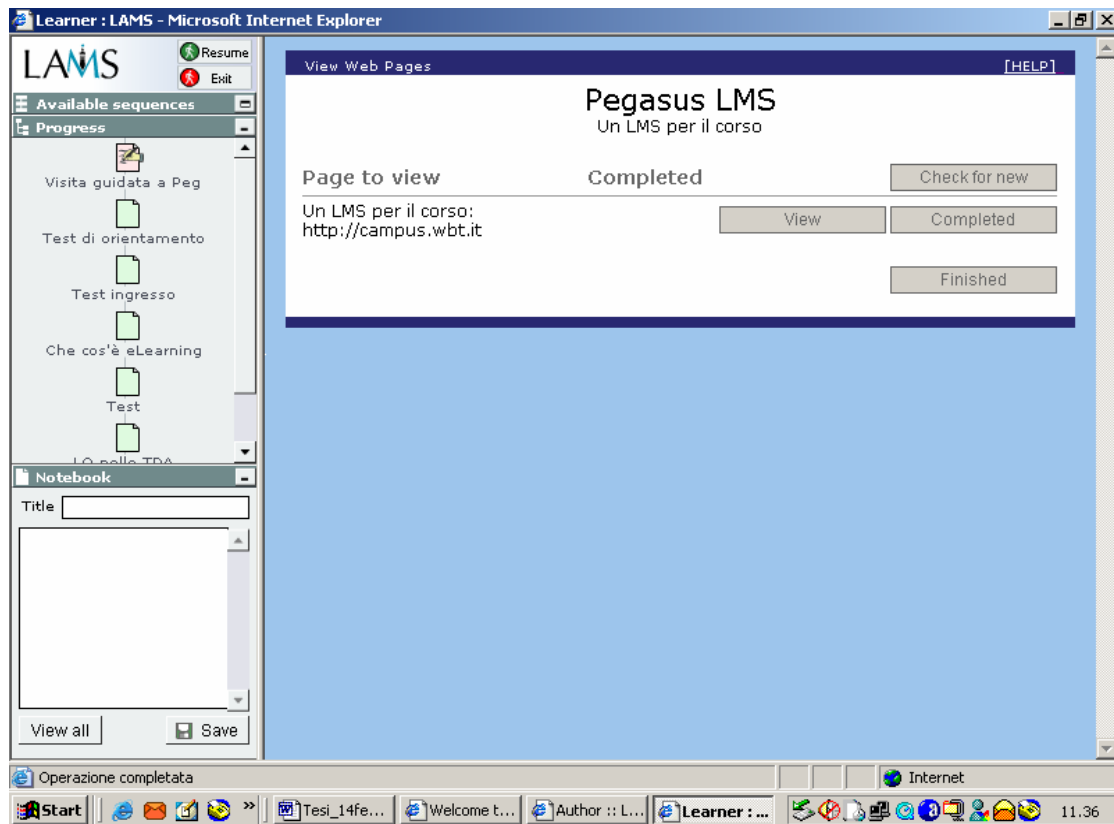 Learner : LAMS - Microsoft Internet Explorer
LAMS
Resume
Exit
Available sequences
Progress
Visita guidata a Peg
Test di orientamento
Test ingresso
Che cos'è eLearning
Test
LO nelle TDA
Notebook
Title
View all
Save
View Web Pages
[HELP]
Pegasus LMS
Un LMS per il corso
Page to view
Completed
Check for new
Un LMS per il corso:
http://campus.wbt.it
View
Completed
Finished
Operazione completata
Internet
Start
»
Tesi_14fe...
Welcome t...
Author :: L...
Learner : ...
11.36